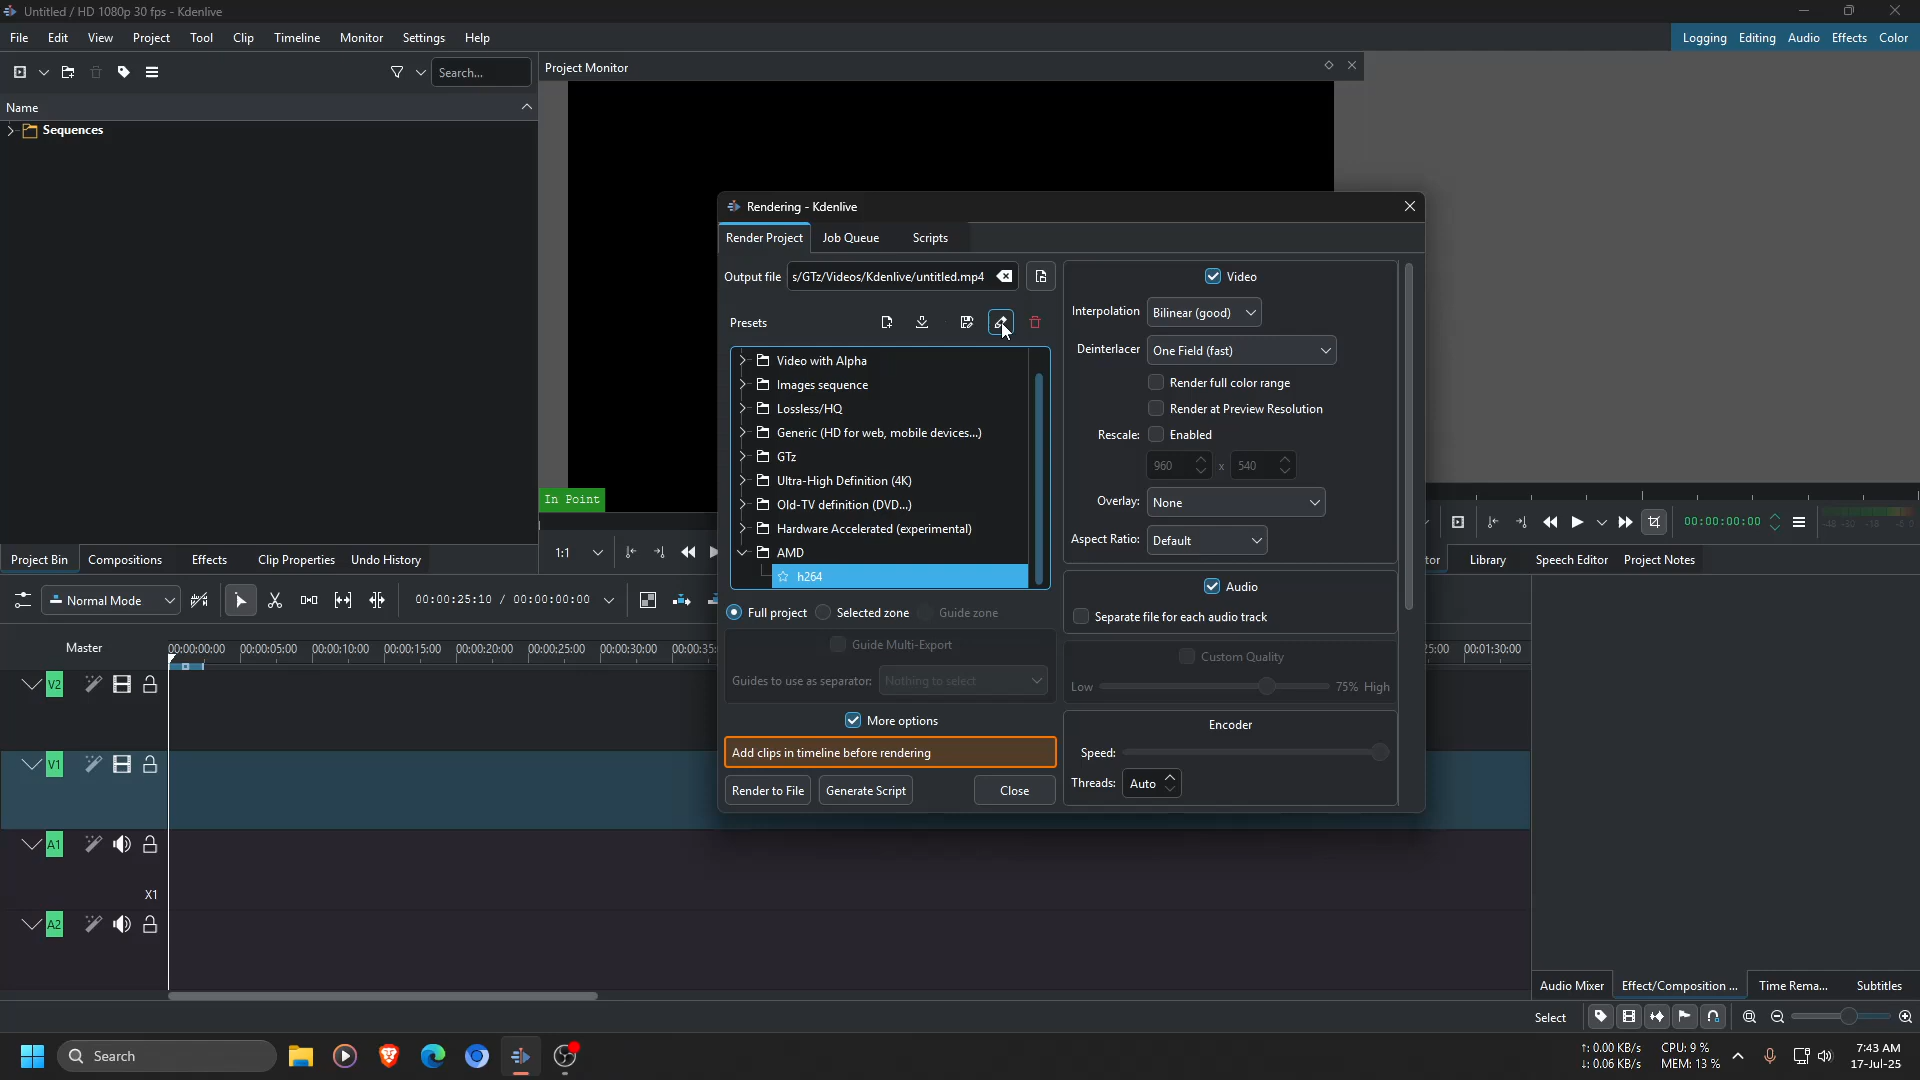 Untitled / HD 1080p 30 fps - Kdenlive
File Edit View Project Tool Clip Timeline Monitor Settings Help
Logging Editing Audio Effects Color
Search...
Name
Sequences
Project Monitor
In Point
1:1
Project Bin Compositions Effects Clip Properties Undo History
Rendering - Kdenlive
Render Project Job Queue Scripts
Output file s/GTz/Videos/Kdenlive/untitled.mp4
Presets
Video with Alpha
Images sequence
Lossless/HQ
Generic (HD for web, mobile devices...)
GTz
Ultra-High Definition (4K)
Old-TV definition (DVD...)
Hardware Accelerated (experimental)
AMD
h264
Full project Selected zone Guide zone
Guide Multi-Export
Guides to use as separator: Nothing to select
More options
Add clips in timeline before rendering
Render to File Generate Script Close
Video
Interpolation Bilinear (good)
Deinterlacer One Field (fast)
Render full color range
Render at Preview Resolution
Rescale: Enabled
960 x 540
Overlay: None
Aspect Ratio: Default
Audio
Separate file for each audio track
Custom Quality
Low 75% High
Encoder
Speed:
Threads: Auto
00:00:00:00
-48 -30 -18 -6 0
tor Library Speech Editor Project Notes
Normal Mode 00:00:25:10 / 00:00:00:00
Master 00:00:00:00 00:00:05:00 00:00:10:00 00:00:15:00 00:00:20:00 00:00:25:00 00:00:30:00 00:00:35: 25:00 00:01:30:00
V2
V1
A1
X1
A2
Audio Mixer Effect/Composition ... Time Rema... Subtitles
Select
Search
↑: 0.00 KB/s CPU: 9 % 7:43 AM
↓: 0.06 KB/s MEM: 13 % 17-Jul-25